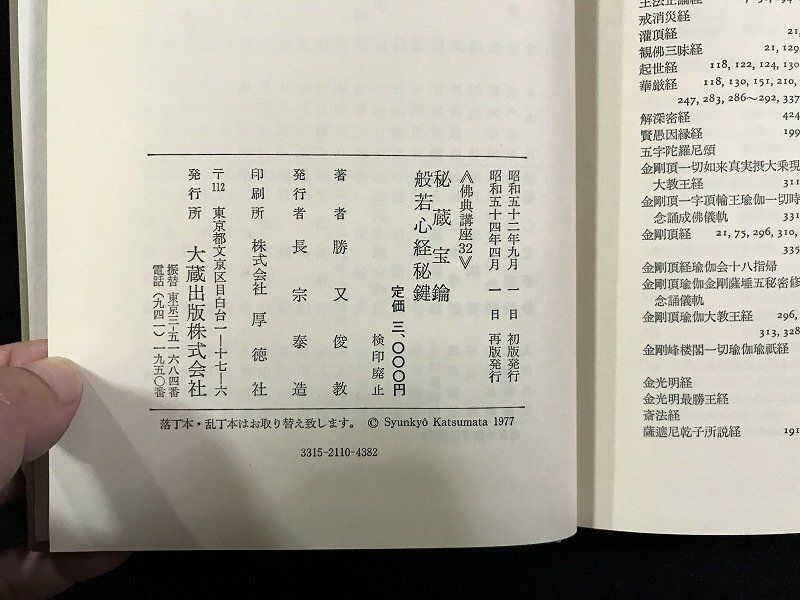 昭和五十二年九月一日 初版発行
昭和五十四年四月一日 再版発行
《佛典講座32》
秘蔵宝鑰
般若心経秘鍵
定価 三、〇〇〇円
検印廃止
著者 勝又俊教
発行者 長宗泰造
印刷所 株式会社 厚徳社
〒112 東京都文京区目白台一―十七―六
発行所 大蔵出版株式会社
振替 東京三―五一六八四番
電話(九四一)一九五〇番
落丁本・乱丁本はお取り替え致します。 © Syunkyō Katsumata 1977
3315-2110-4382
戒消災経
灌頂経 21,
観佛三昧経 21, 129
起世経 118, 122, 124, 130
華厳経 118, 130, 151, 210,
247, 283, 286〜292, 337
解深密経 424
賢愚因縁経 199
五字陀羅尼頌
金剛頂一切如来真実摂大乗現
大教王経 311
金剛頂一字頂輪王瑜伽一切時
念誦成佛儀軌 331
金剛頂経 21, 75, 296, 310,
335
金剛頂経瑜伽会十八指帰
金剛頂瑜伽金剛薩埵五秘密修
念誦儀軌
金剛頂瑜伽大教王経 296,
313, 328
金剛峰楼閣一切瑜伽瑜祇経
金光明経
金光明最勝王経
斎法経
薩遮尼乾子所説経 191